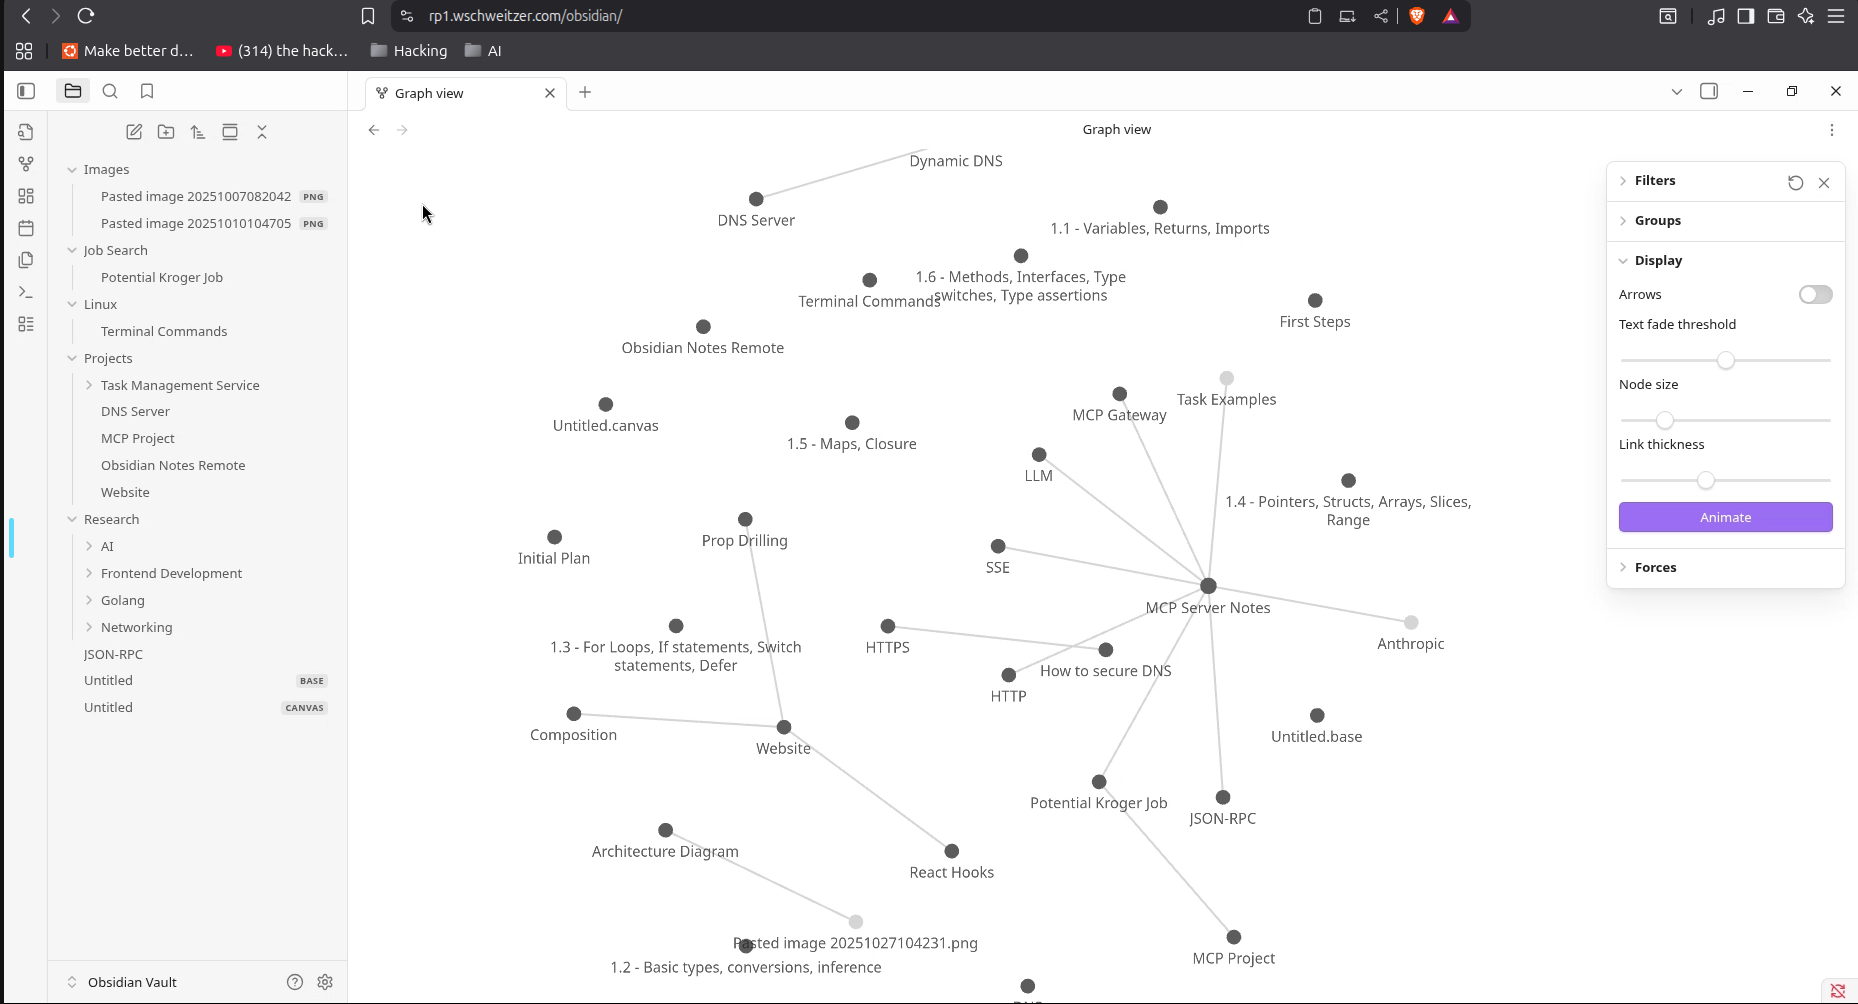 rp1.wschweitzer.com/obsidian/
Make better d...
(314) the hack...
Hacking
AI
Graph view
Graph view
Images
Pasted image 20251007082042 PNG
Pasted image 20251010104705 PNG
Job Search
Potential Kroger Job
Linux
Terminal Commands
Projects
Task Management Service
DNS Server
MCP Project
Obsidian Notes Remote
Website
Research
AI
Frontend Development
Golang
Networking
JSON-RPC
Untitled BASE
Untitled CANVAS
Obsidian Vault
Dynamic DNS
DNS Server
1.1 - Variables, Returns, Imports
1.6 - Methods, Interfaces, Type
switches, Type assertions
Terminal Commands
First Steps
Obsidian Notes Remote
Task Examples
MCP Gateway
Untitled.canvas
1.5 - Maps, Closure
LLM
1.4 - Pointers, Structs, Arrays, Slices,
Range
Prop Drilling
Initial Plan
SSE
MCP Server Notes
Anthropic
1.3 - For Loops, If statements, Switch
statements, Defer
HTTPS
How to secure DNS
HTTP
Composition
Website
Untitled.base
Potential Kroger Job
JSON-RPC
Architecture Diagram
React Hooks
Pasted image 20251027104231.png
1.2 - Basic types, conversions, inference
MCP Project
Filters
Groups
Display
Arrows
Text fade threshold
Node size
Link thickness
Animate
Forces